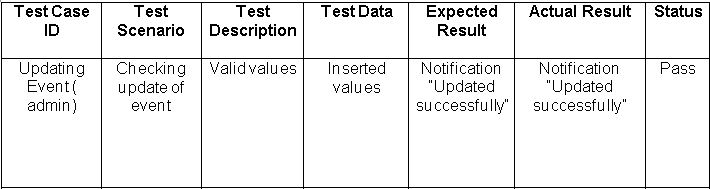 Test Case ID
Test Scenario
Test Description
Test Data
Expected Result
Actual Result
Status
Updating Event ( admin )
Checking update of event
Valid values
Inserted values
Notification "Updated successfully"
Notification "Updated successfully"
Pass